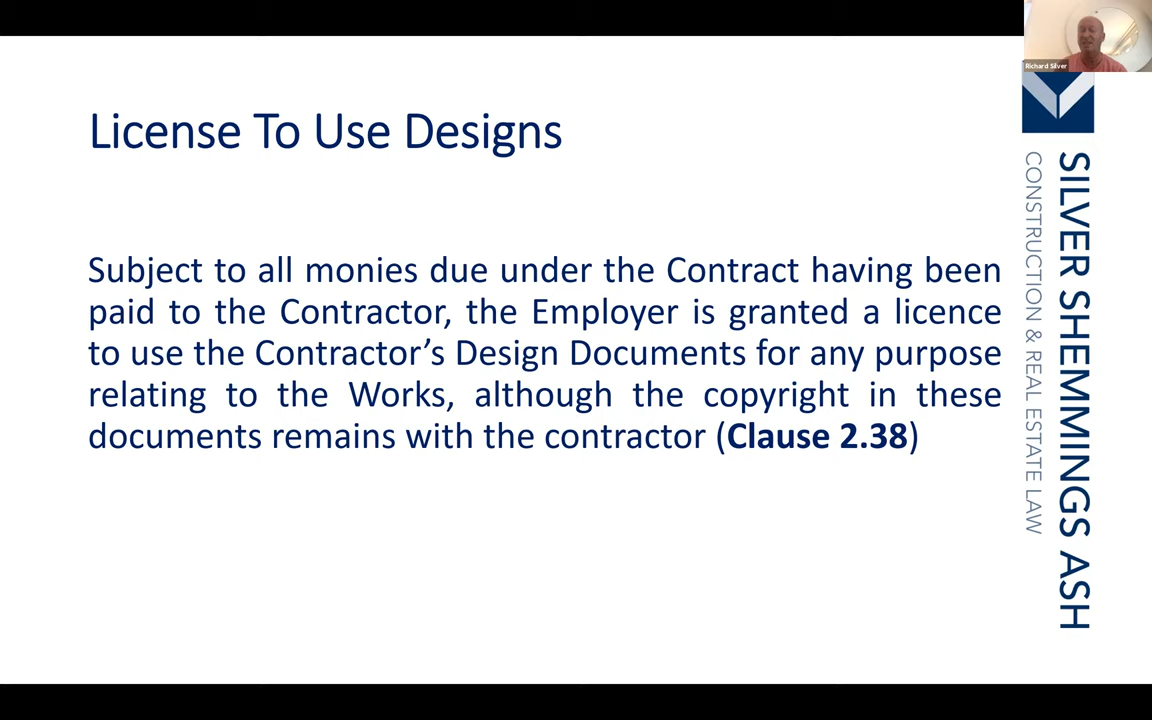 Richard Silver
License To Use Designs
Subject to all monies due under the Contract having been
paid to the Contractor, the Employer is granted a licence
to use the Contractor’s Design Documents for any purpose
relating to the Works, although the copyright in these
documents remains with the contractor (Clause 2.38)
SILVER SHEMMINGS ASH
CONSTRUCTION & REAL ESTATE LAW